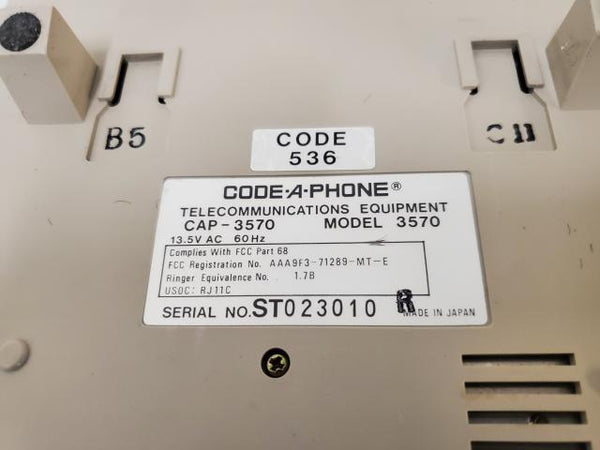 B5
C11
CODE
536
CODE-A-PHONE®
TELECOMMUNICATIONS EQUIPMENT
CAP-3570 MODEL 3570
13.5V AC 60Hz
Complies With FCC Part 68
FCC Registration No. AAA9F3-71289-MT-E
Ringer Equivalence No. 1.7B
USOC: RJ11C
SERIAL NO. ST023010 R MADE IN JAPAN